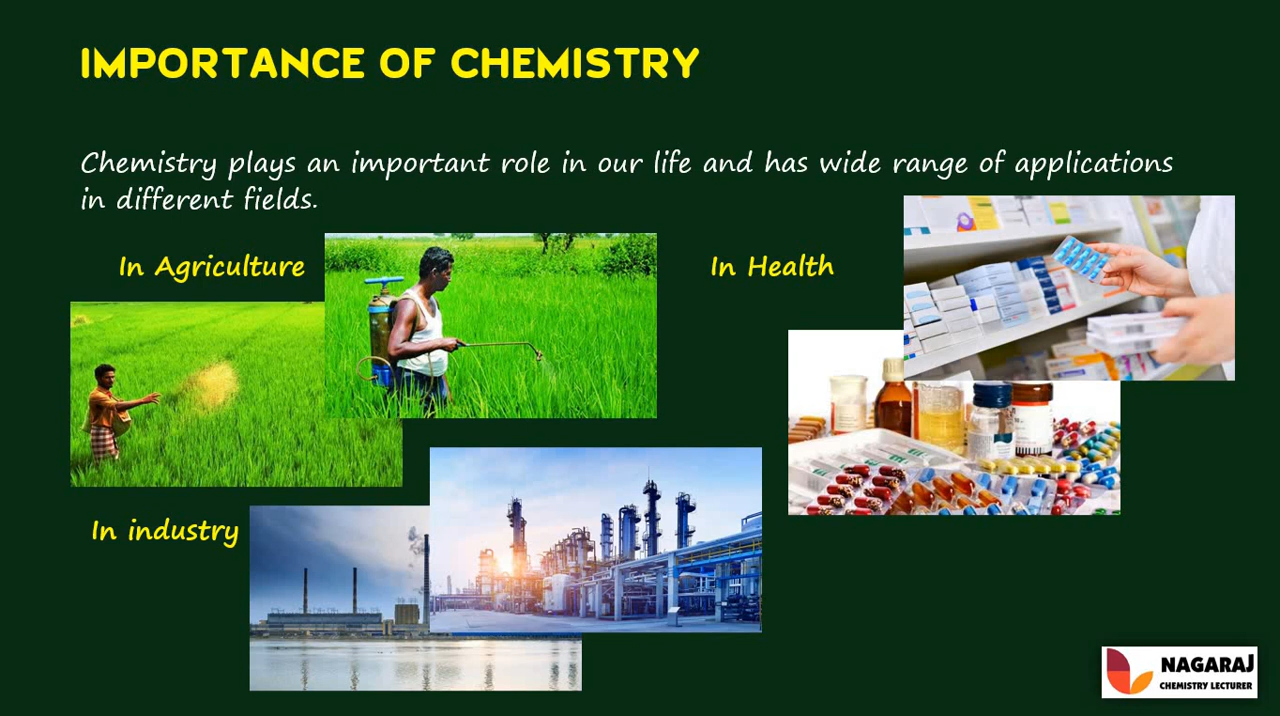 IMPORTANCE OF CHEMISTRY
Chemistry plays an important role in our life and has wide range of applications
in different fields.
In Agriculture
In Health
In industry
NAGARAJ
CHEMISTRY LECTURER